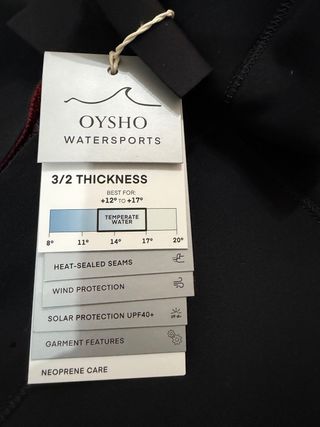 OYSHO
WATERSPORTS
3/2 THICKNESS
BEST FOR:
+12° TO +17°
TEMPERATE
WATER
8° 11° 14° 17° 20°
HEAT-SEALED SEAMS
WIND PROTECTION
SOLAR PROTECTION UPF40+
GARMENT FEATURES
NEOPRENE CARE